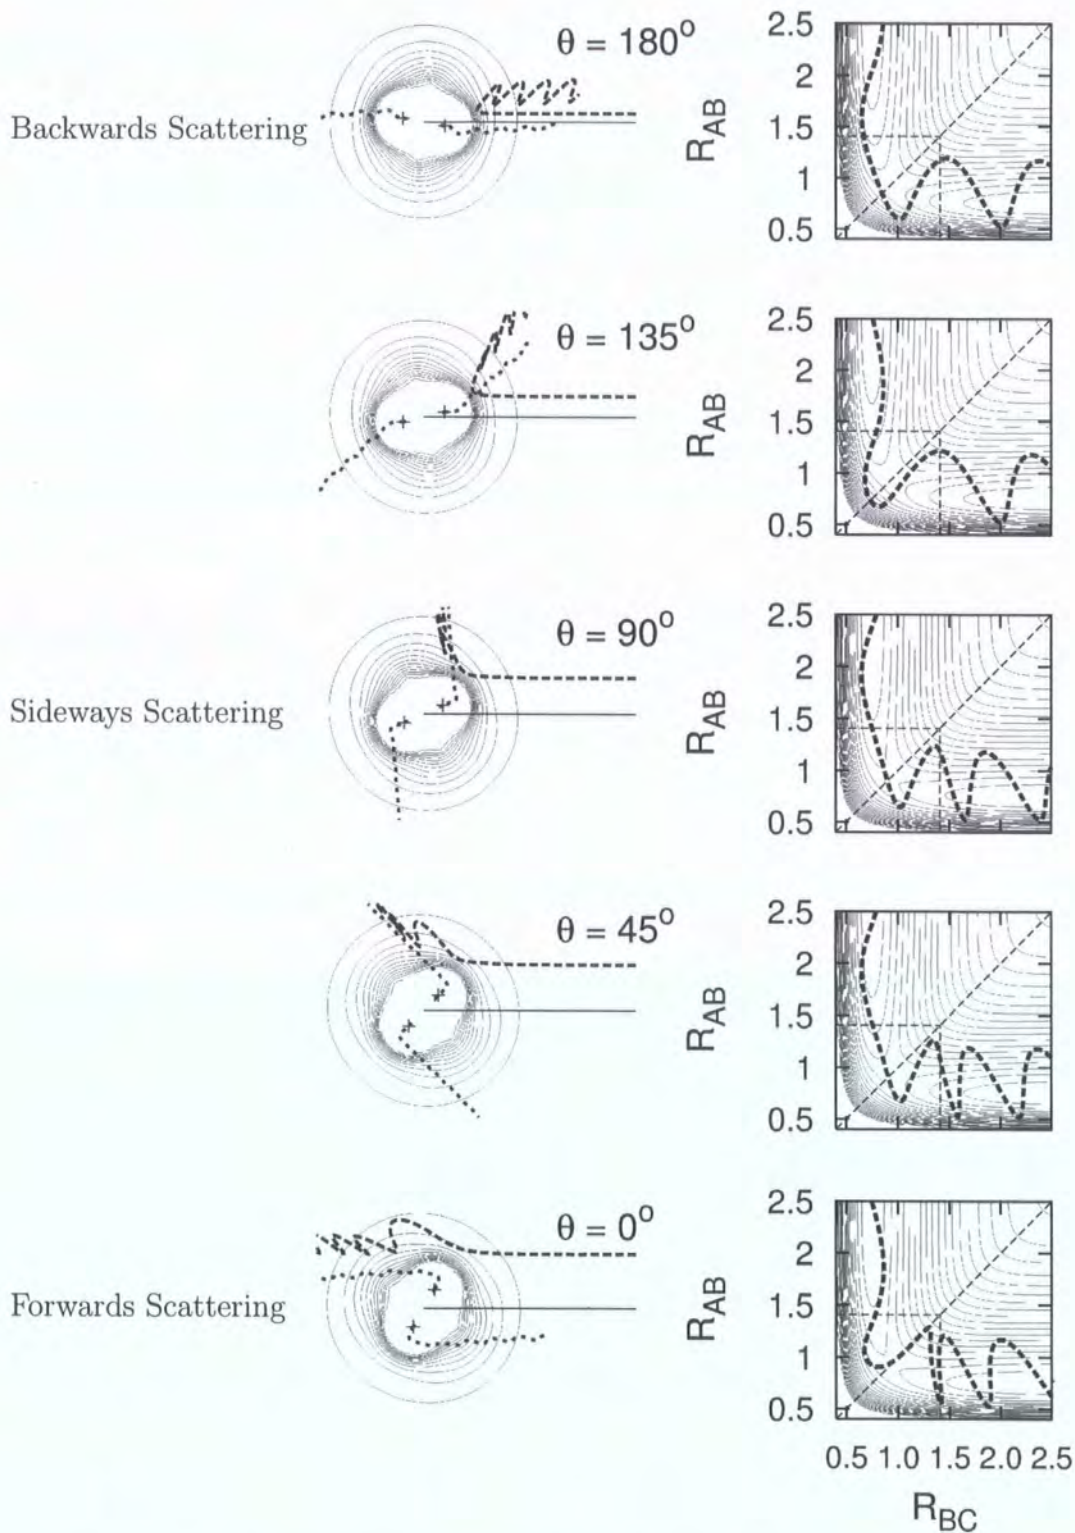 θ = 180°
2.5
2
Backwards Scattering
R_AB
1.5
1
0.5
θ = 135°
2.5
2
R_AB
1.5
1
0.5
θ = 90°
2.5
2
Sideways Scattering
R_AB
1.5
1
0.5
θ = 45°
2.5
2
R_AB
1.5
1
0.5
θ = 0°
2.5
2
Forwards Scattering
R_AB
1.5
1
0.5
0.5 1.0 1.5 2.0 2.5
R_BC